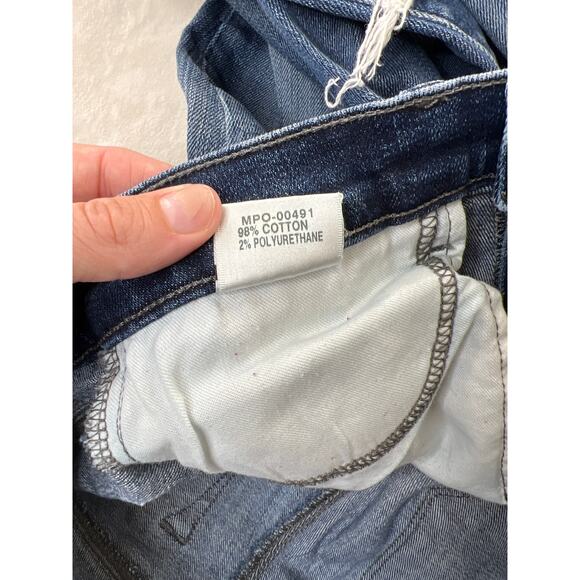 MPO-00491
98% COTTON
2% POLYURETHANE